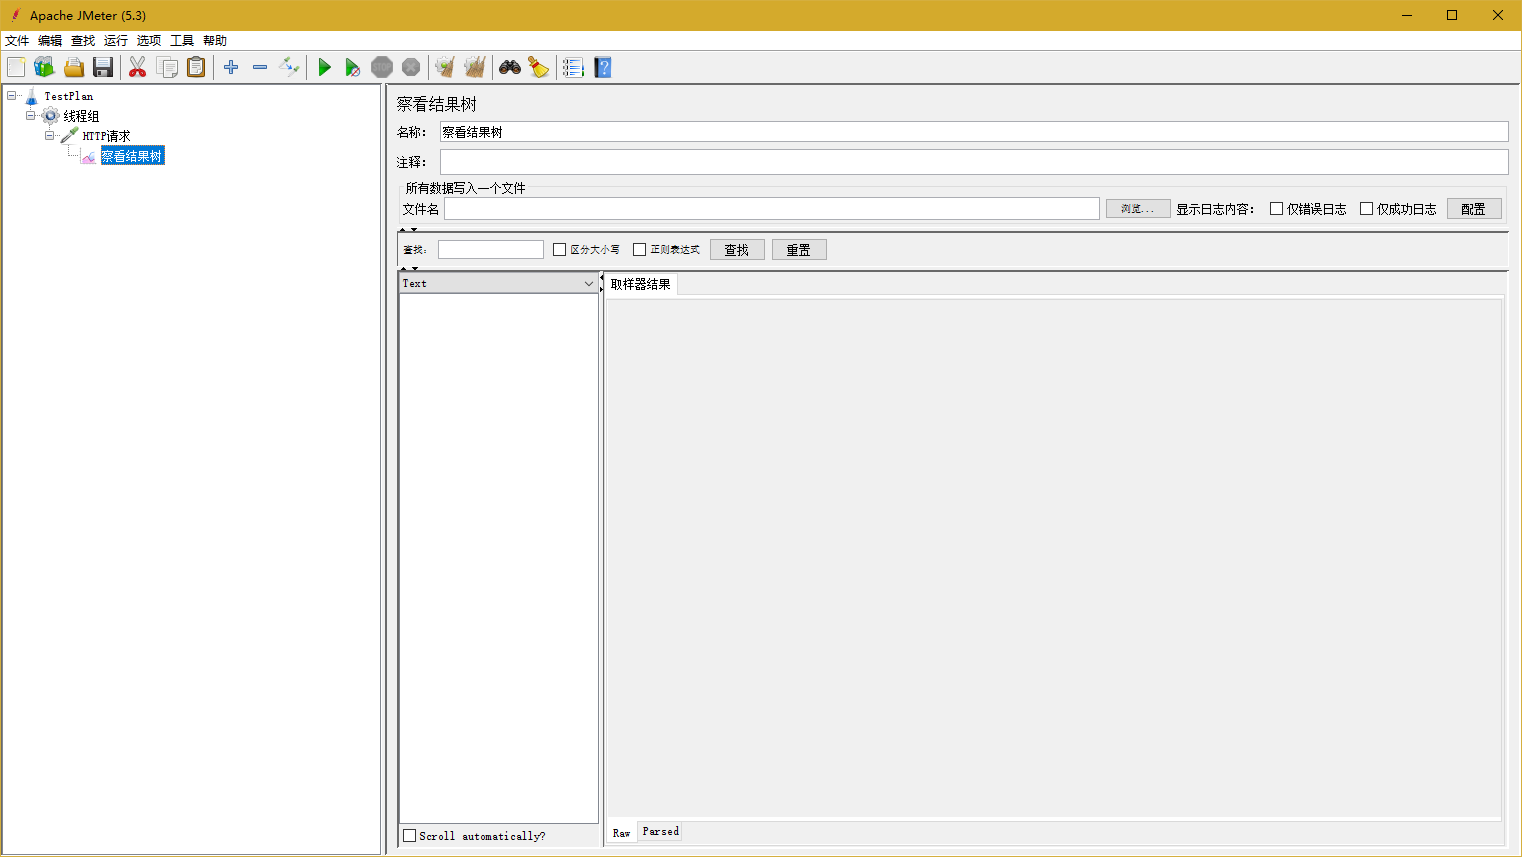 Apache JMeter (5.3)
文件 编辑 查找 运行 选项 工具 帮助
STOP
TestPlan
线程组
HTTP请求
察看结果树
察看结果树
名称： 察看结果树
注释：
所有数据写入一个文件
文件名 浏览... 显示日志内容： 仅错误日志 仅成功日志 配置
查找： 区分大小写 正则表达式 查找 重置
Text
取样器结果
Scroll automatically?
Raw Parsed